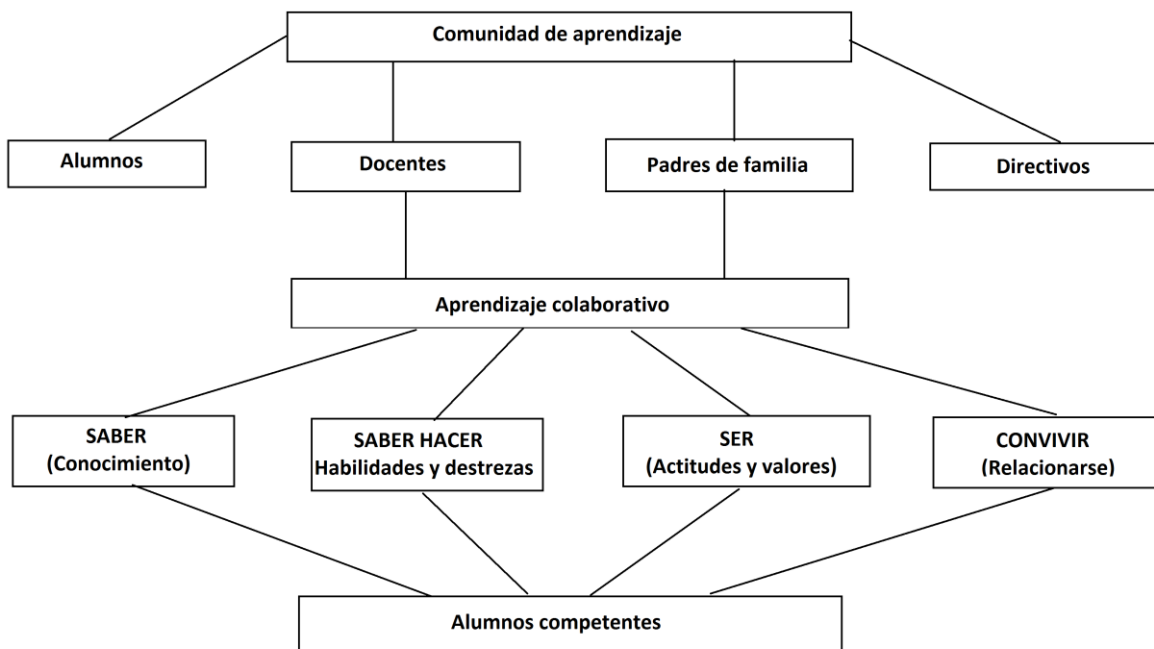 Comunidad de aprendizaje
Alumnos
Docentes
Padres de familia
Directivos
Aprendizaje colaborativo
SABER
(Conocimiento)
SABER HACER
Habilidades y destrezas
SER
(Actitudes y valores)
CONVIVIR
(Relacionarse)
Alumnos competentes